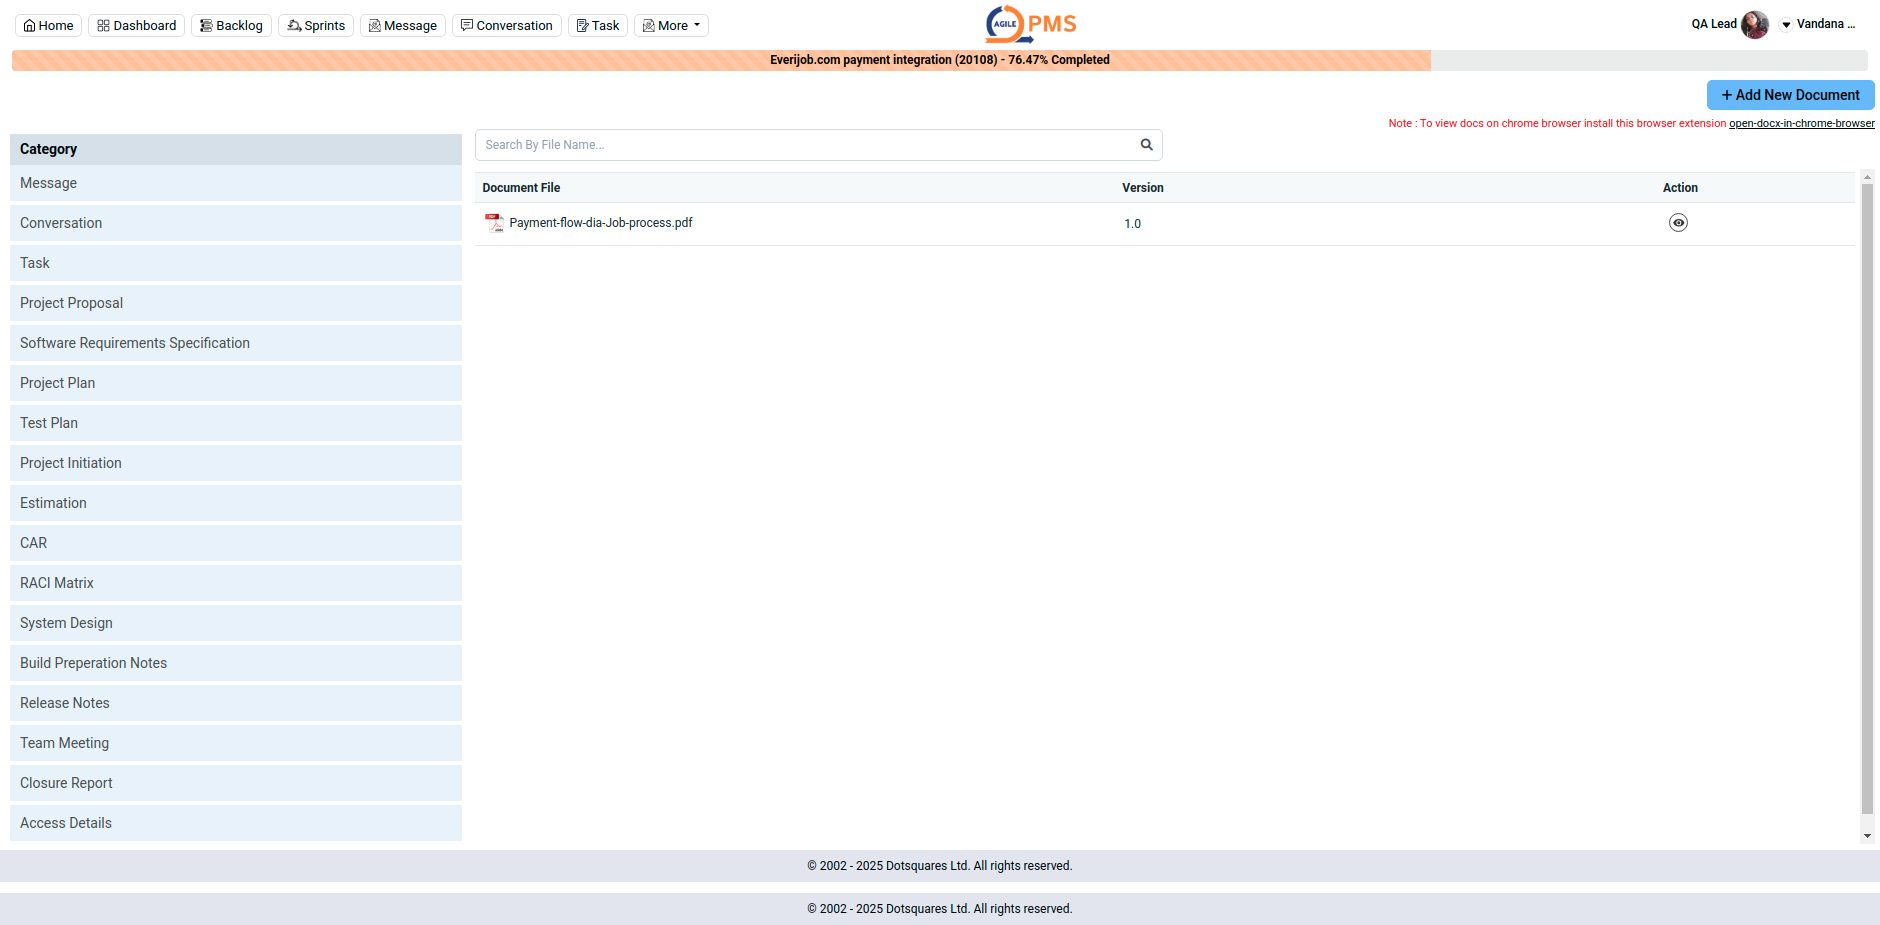 Home Dashboard Backlog Sprints Message Conversation Task More AGILE PMS QA Lead Vandana ...
Everijob.com payment integration (20108) - 76.47% Completed
+ Add New Document
Note : To view docs on chrome browser install this browser extension open-docx-in-chrome-browser
Search By File Name...
Category
Message
Conversation
Task
Project Proposal
Software Requirements Specification
Project Plan
Test Plan
Project Initiation
Estimation
CAR
RACI Matrix
System Design
Build Preperation Notes
Release Notes
Team Meeting
Closure Report
Access Details
Document File Version Action
Payment-flow-dia-Job-process.pdf 1.0
© 2002 - 2025 Dotsquares Ltd. All rights reserved.
© 2002 - 2025 Dotsquares Ltd. All rights reserved.